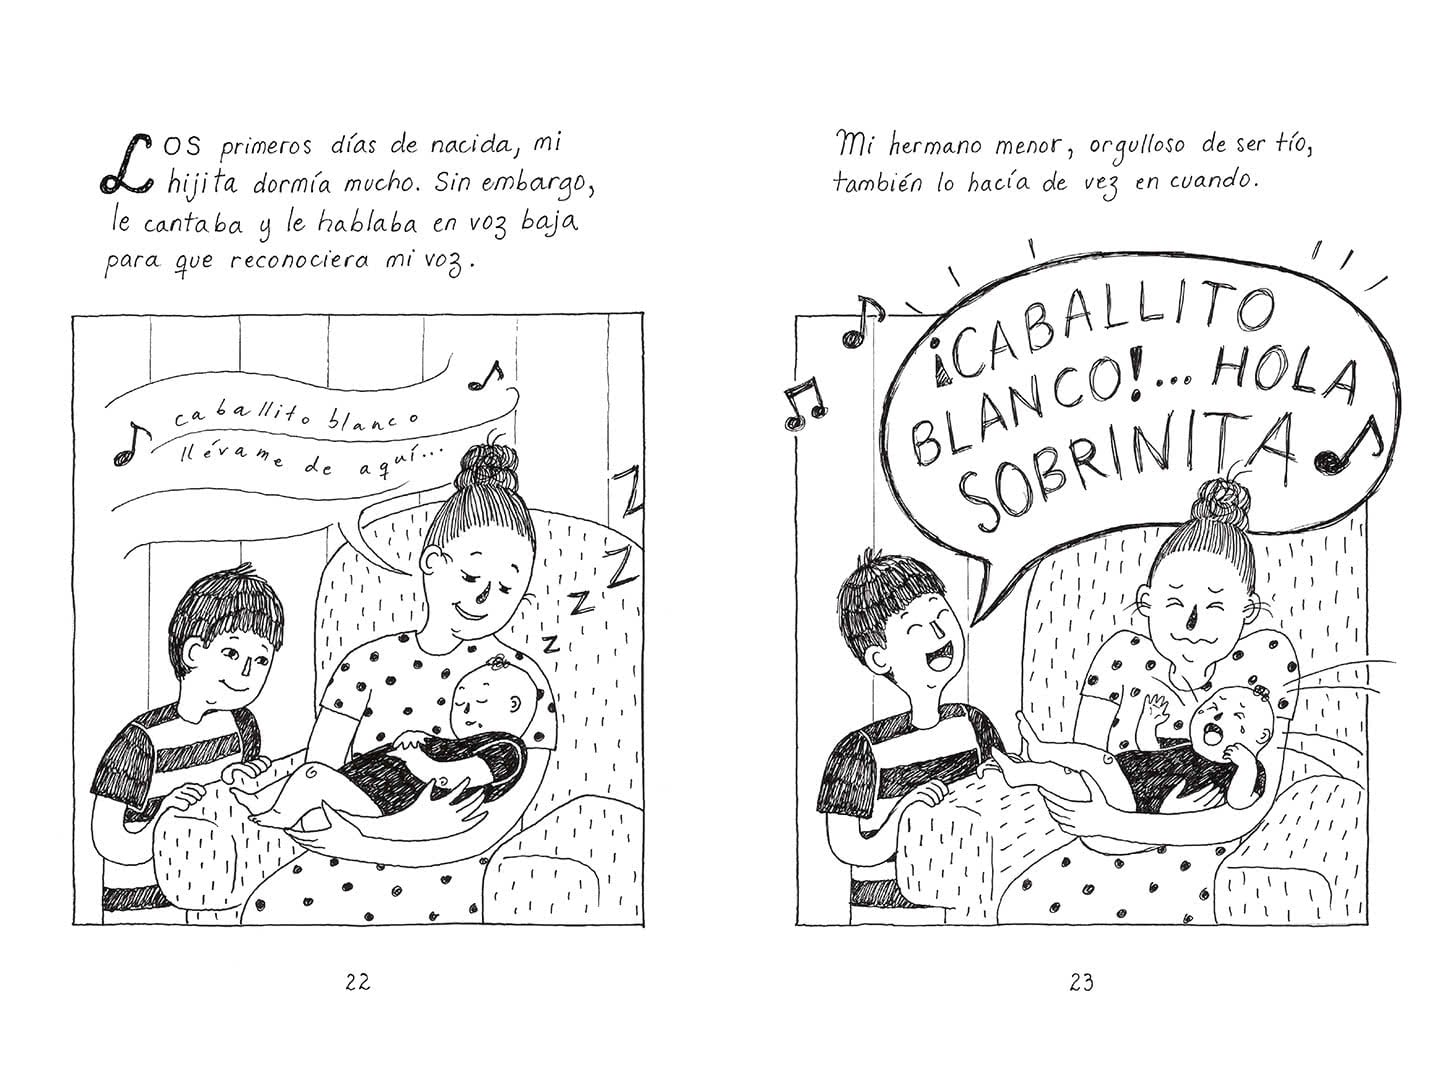 Los primeros días de nacida, mi
hijita dormía mucho. Sin embargo,
le cantaba y le hablaba en voz baja
para que reconociera mi voz.
caballito blanco
llévame de aquí...
Z
Z
Z
Z
22
Mi hermano menor, orgulloso de ser tío,
también lo hacía de vez en cuando.
¡CABALLITO
BLANCO!... HOLA
SOBRINITA
23